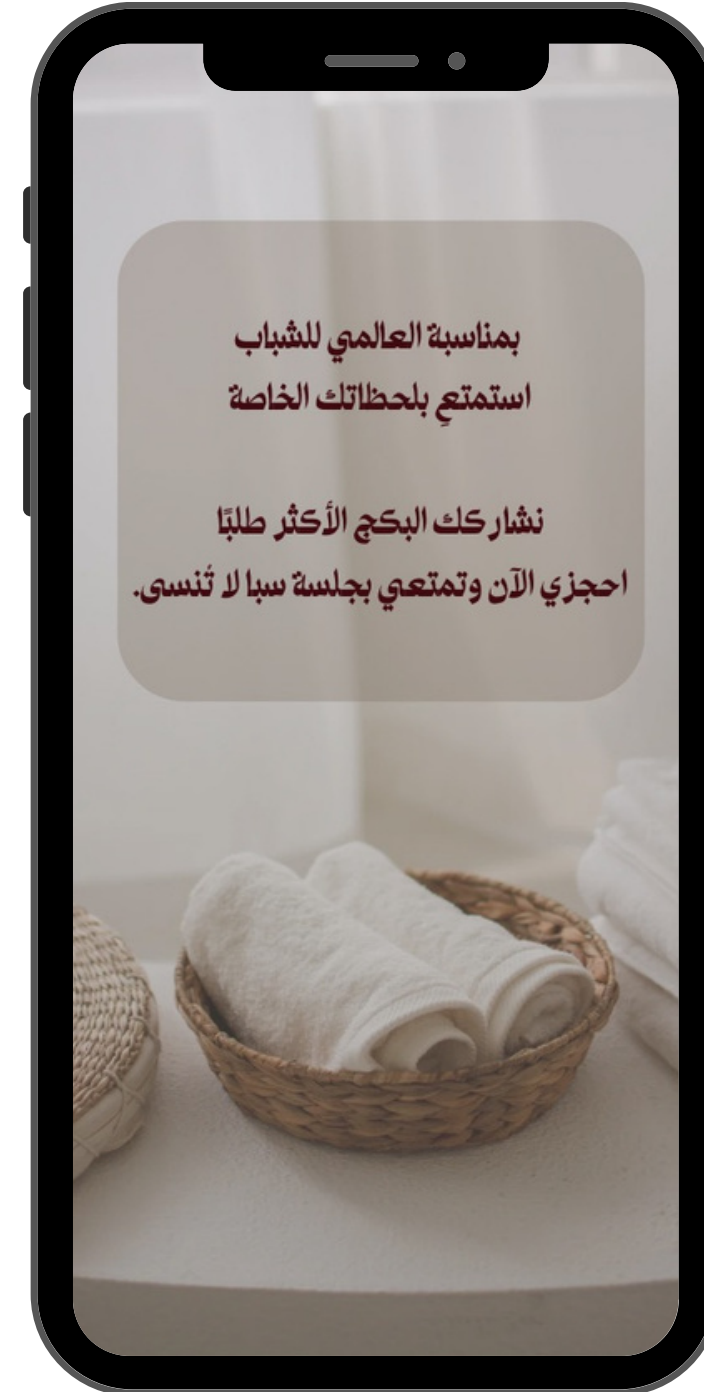 بمناسبة العالمي للشباب
استمتعِ بلحظاتك الخاصة
نشاركك البكج الأكثر طلبًا
احجزي الآن وتمتعي بجلسة سبا لا تُنسى.